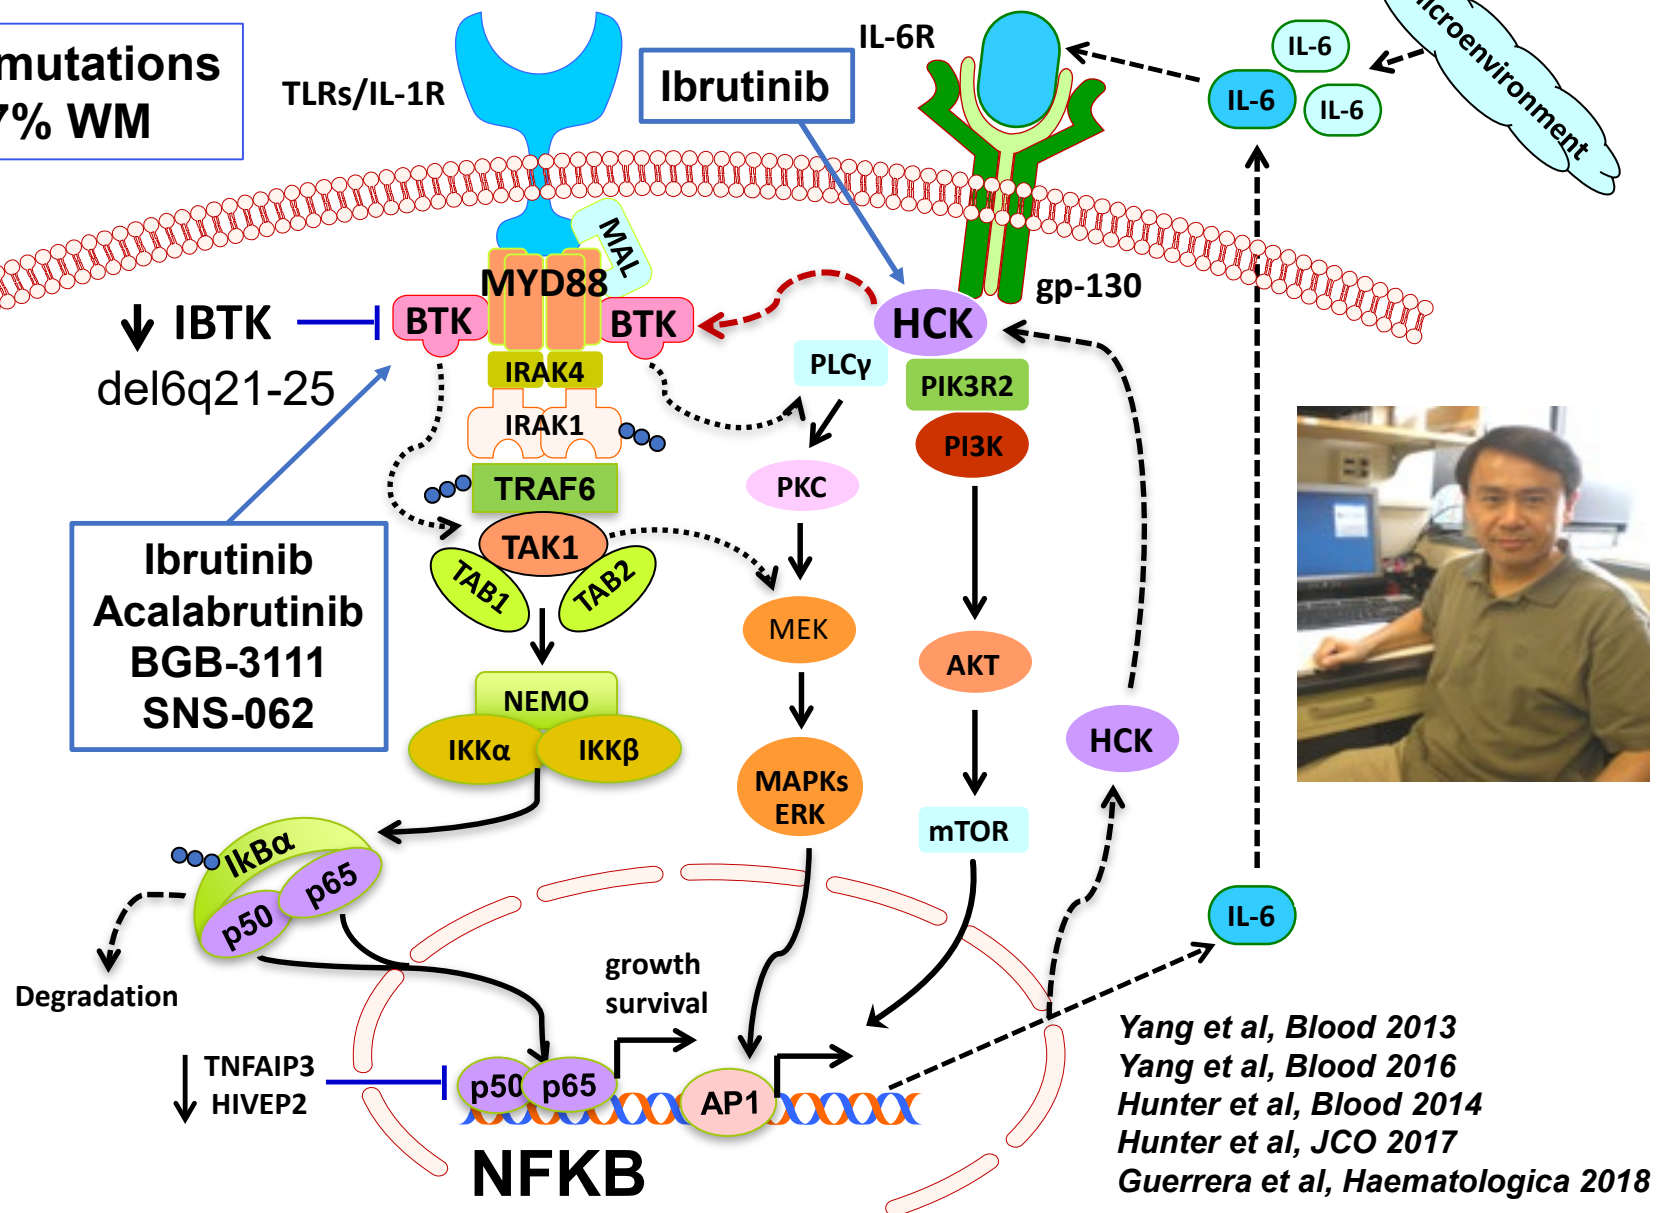 mutations
7% WM
TLRs/IL-1R
Ibrutinib
IL-6R
IL-6
IL-6
IL-6
microenvironment
MAL
MYD88
BTK
BTK
IBTK
del6q21-25
gp-130
HCK
PLCγ
PIK3R2
IRAK4
IRAK1
PI3K
TRAF6
PKC
TAK1
TAB1
TAB2
Ibrutinib
Acalabrutinib
BGB-3111
SNS-062
MEK
AKT
NEMO
IKKα
IKKβ
HCK
MAPKs
ERK
mTOR
IkBα
p65
p50
IL-6
Degradation
growth
survival
TNFAIP3
HIVEP2
p50
p65
AP1
NFKB
Yang et al, Blood 2013
Yang et al, Blood 2016
Hunter et al, Blood 2014
Hunter et al, JCO 2017
Guerrera et al, Haematologica 2018